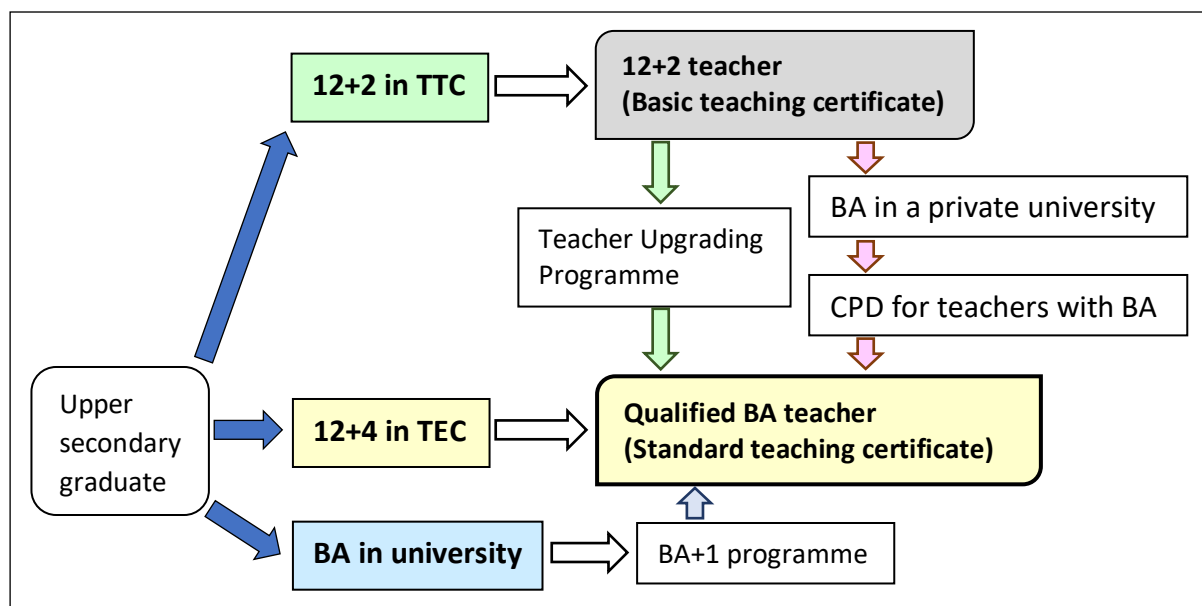 12+2 in TTC
12+2 teacher
(Basic teaching certificate)
BA in a private university
Teacher Upgrading
Programme
CPD for teachers with BA
Upper
secondary
graduate
12+4 in TEC
Qualified BA teacher
(Standard teaching certificate)
BA in university
BA+1 programme